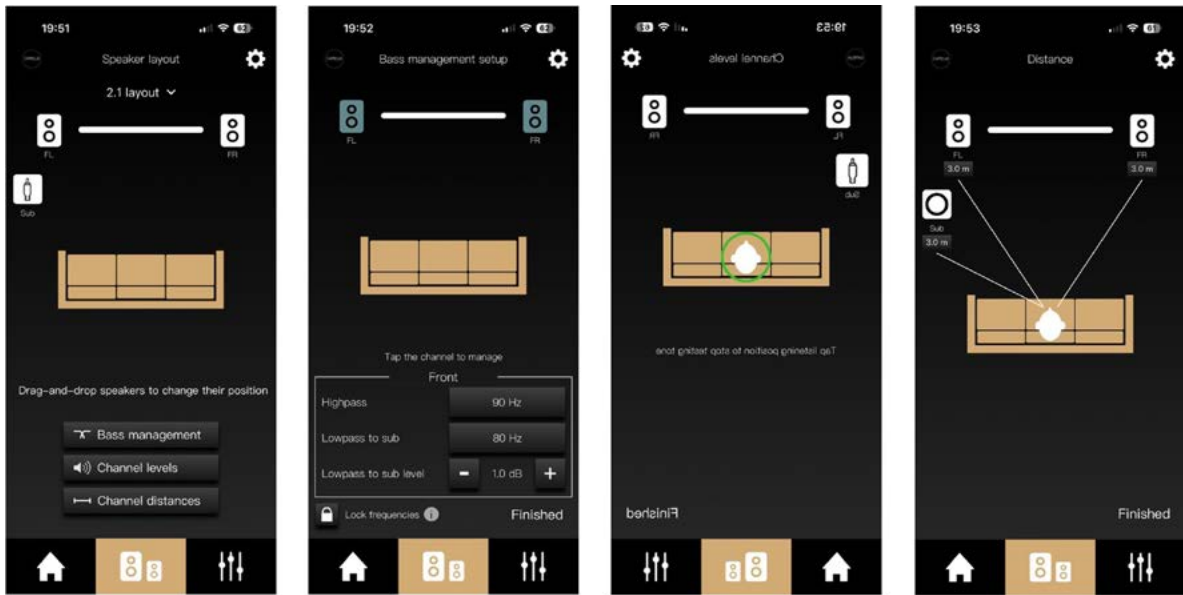 19:51
62
Speaker layout
2.1 layout
FL
FR
Sub
Drag-and-drop speakers to change their position
Bass management
Channel levels
Channel distances
19:52
62
Bass management setup
FL
FR
Tap the channel to manage
Front
Highpass
90 Hz
Lowpass to sub
80 Hz
Lowpass to sub level
- 1.0 dB +
Lock frequencies i
Finished
19:53
Channel levels
FL
FR
Sub
Tap listening position to stop testing tone
Finished
19:53
61
Distance
FL
FR
3.0 m
3.0 m
Sub
3.0 m
Finished